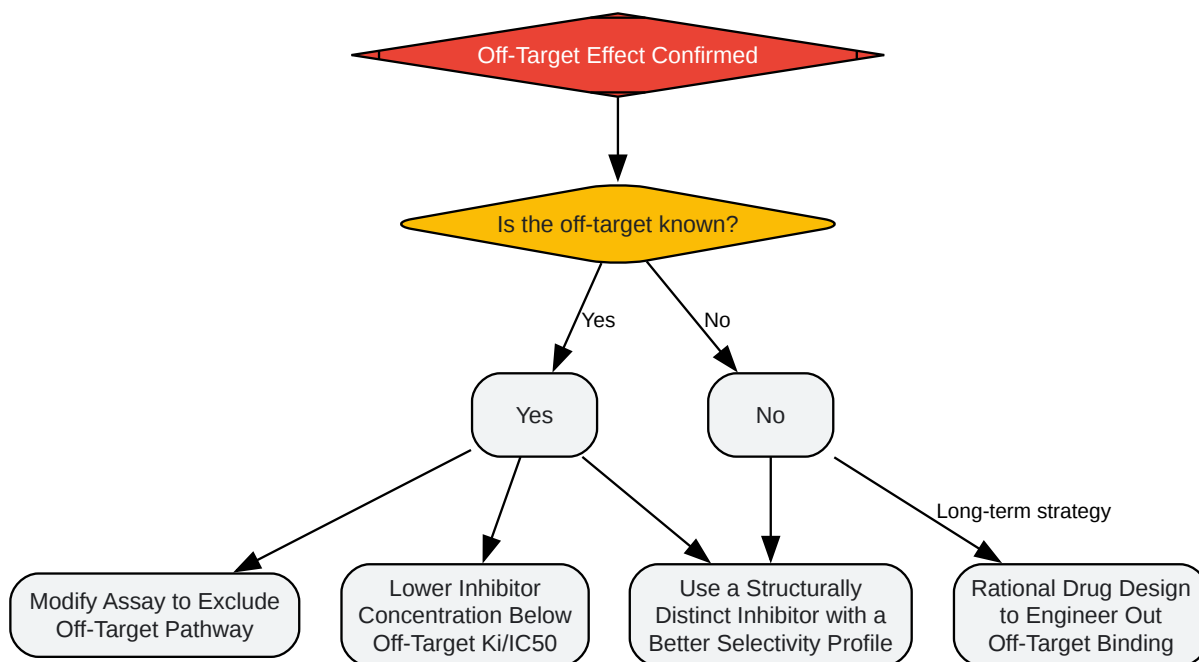 Off-Target Effect Confirmed
Is the off-target known?
Yes
No
Yes
No
Long-term strategy
Modify Assay to Exclude
Off-Target Pathway
Lower Inhibitor
Concentration Below
Off-Target Ki/IC50
Use a Structurally
Distinct Inhibitor with a
Better Selectivity Profile
Rational Drug Design
to Engineer Out
Off-Target Binding